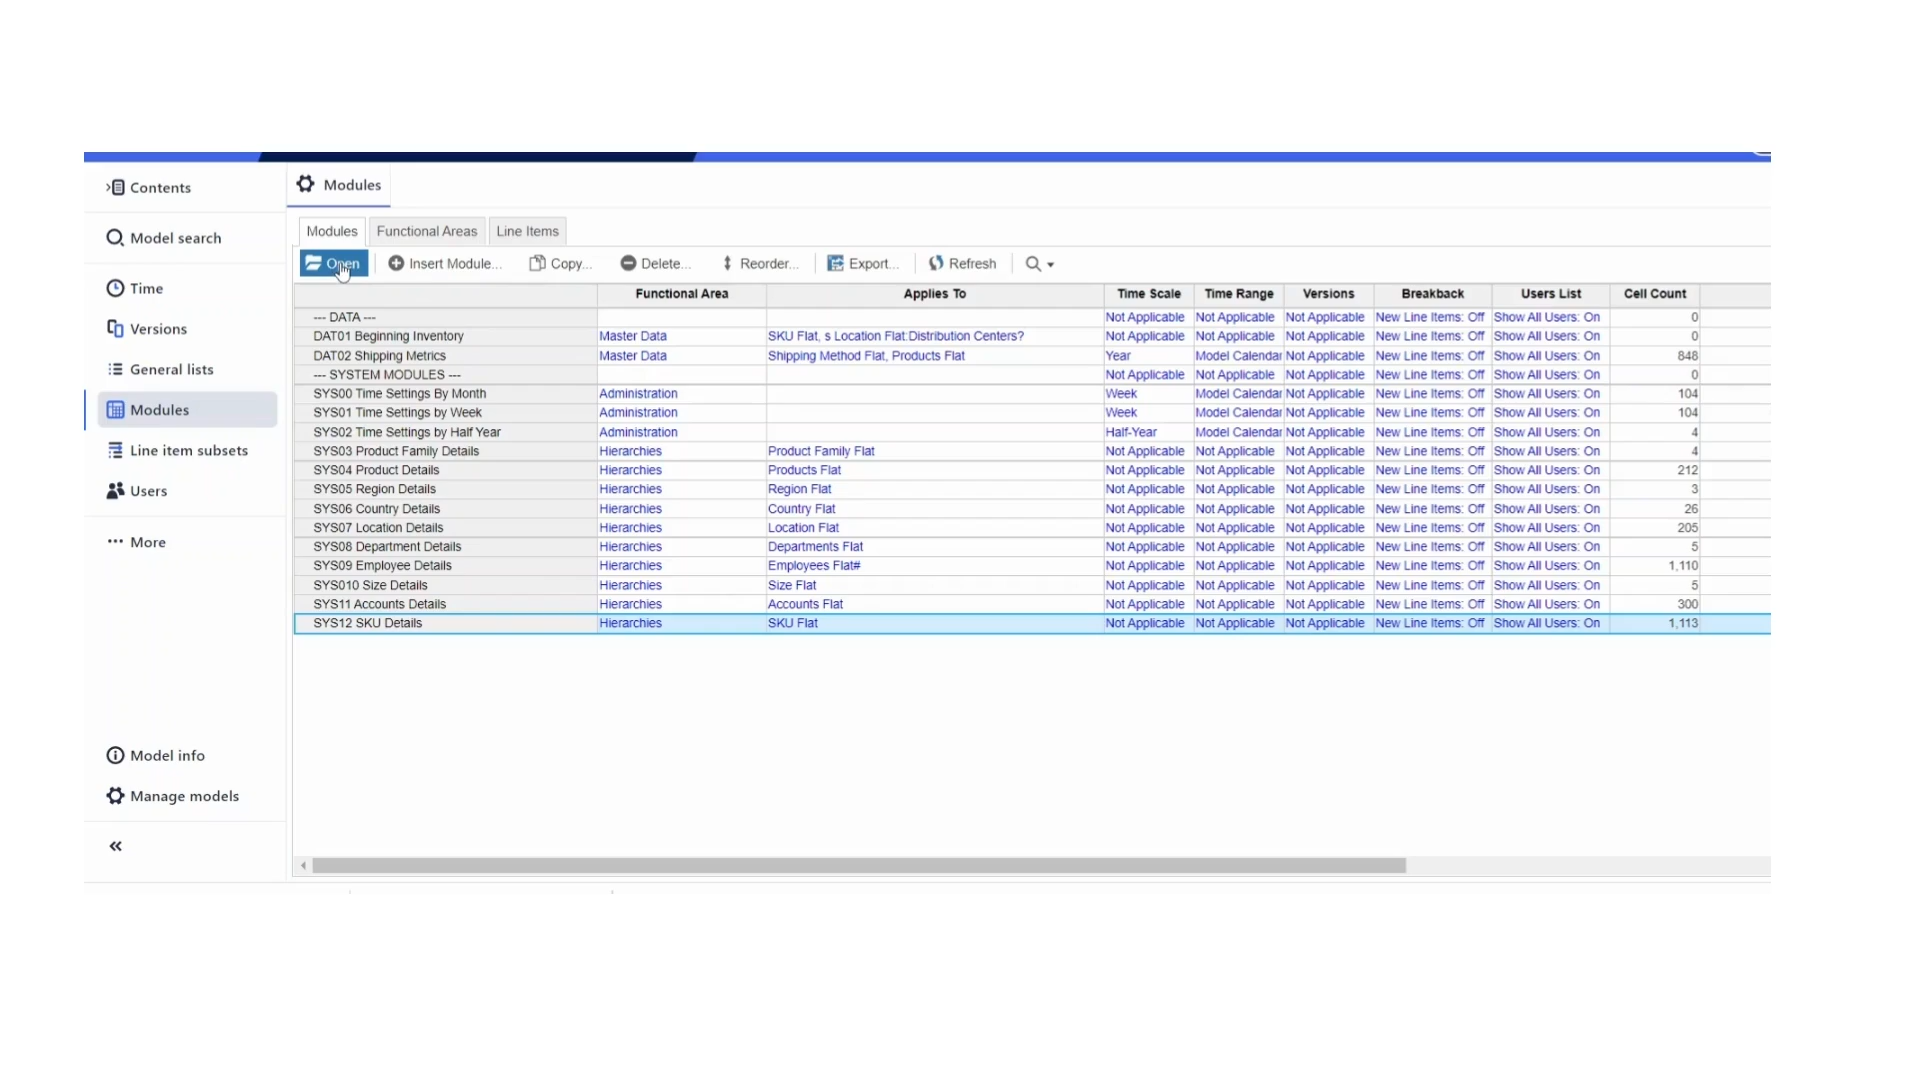 Contents
Model search
Time
Versions
General lists
Modules
Line item subsets
Users
More
Model info
Manage models
Modules
Modules Functional Areas Line Items
Open Insert Module... Copy... Delete... Reorder... Export... Refresh
Functional Area Applies To Time Scale Time Range Versions Breakback Users List Cell Count
--- DATA --- Not Applicable Not Applicable Not Applicable New Line Items: Off Show All Users: On 0
DAT01 Beginning Inventory Master Data SKU Flat, s Location Flat:Distribution Centers? Not Applicable Not Applicable Not Applicable New Line Items: Off Show All Users: On 0
DAT02 Shipping Metrics Master Data Shipping Method Flat, Products Flat Year Model Calendar Not Applicable New Line Items: Off Show All Users: On 848
--- SYSTEM MODULES --- Not Applicable Not Applicable Not Applicable New Line Items: Off Show All Users: On 0
SYS00 Time Settings By Month Administration Week Model Calendar Not Applicable New Line Items: Off Show All Users: On 104
SYS01 Time Settings by Week Administration Week Model Calendar Not Applicable New Line Items: Off Show All Users: On 104
SYS02 Time Settings by Half Year Administration Half-Year Model Calendar Not Applicable New Line Items: Off Show All Users: On 4
SYS03 Product Family Details Hierarchies Product Family Flat Not Applicable Not Applicable Not Applicable New Line Items: Off Show All Users: On 4
SYS04 Product Details Hierarchies Products Flat Not Applicable Not Applicable Not Applicable New Line Items: Off Show All Users: On 212
SYS05 Region Details Hierarchies Region Flat Not Applicable Not Applicable Not Applicable New Line Items: Off Show All Users: On 3
SYS06 Country Details Hierarchies Country Flat Not Applicable Not Applicable Not Applicable New Line Items: Off Show All Users: On 26
SYS07 Location Details Hierarchies Location Flat Not Applicable Not Applicable Not Applicable New Line Items: Off Show All Users: On 205
SYS08 Department Details Hierarchies Departments Flat Not Applicable Not Applicable Not Applicable New Line Items: Off Show All Users: On 5
SYS09 Employee Details Hierarchies Employees Flat# Not Applicable Not Applicable Not Applicable New Line Items: Off Show All Users: On 1,110
SYS010 Size Details Hierarchies Size Flat Not Applicable Not Applicable Not Applicable New Line Items: Off Show All Users: On 5
SYS11 Accounts Details Hierarchies Accounts Flat Not Applicable Not Applicable Not Applicable New Line Items: Off Show All Users: On 300
SYS12 SKU Details Hierarchies SKU Flat Not Applicable Not Applicable Not Applicable New Line Items: Off Show All Users: On 1,113